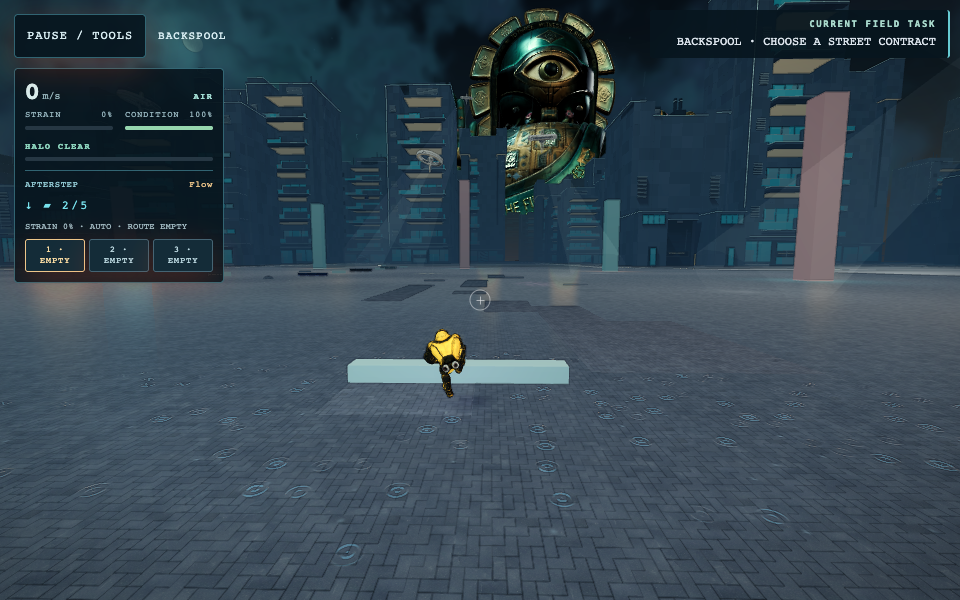 PAUSE / TOOLS
BACKSPOOL
CURRENT FIELD TASK
BACKSPOOL · CHOOSE A STREET CONTRACT
0 m/s
AIR
STRAIN 0%
CONDITION 100%
HALO CLEAR
AFTERSTEP
Flow
2/5
STRAIN 0% · AUTO · ROUTE EMPTY
1 · EMPTY
2 · EMPTY
3 · EMPTY